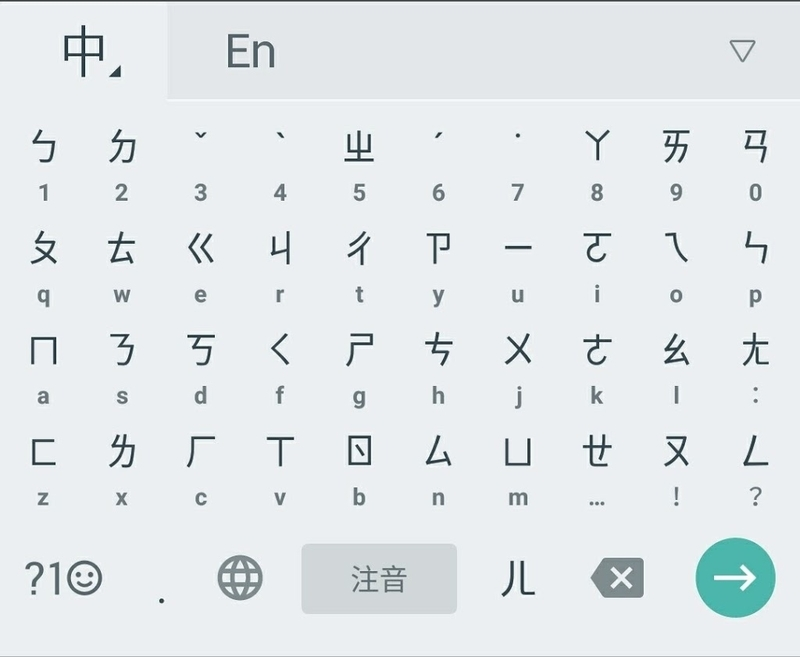 中 En
ㄅ ㄉ ˇ ˋ ㄓ ˊ ˙ ㄚ ㄞ ㄢ
1 2 3 4 5 6 7 8 9 0
ㄆ ㄊ ㄍ ㄐ ㄔ ㄗ ㄧ ㄛ ㄟ ㄣ
q w e r t y u i o p
ㄇ ㄋ ㄎ ㄑ ㄕ ㄘ ㄨ ㄜ ㄠ ㄤ
a s d f g h j k l :
ㄈ ㄌ ㄏ ㄒ ㄖ ㄙ ㄩ ㄝ ㄡ ㄥ
z x c v b n m … ! ?
?1☺ . 注音 ㄦ